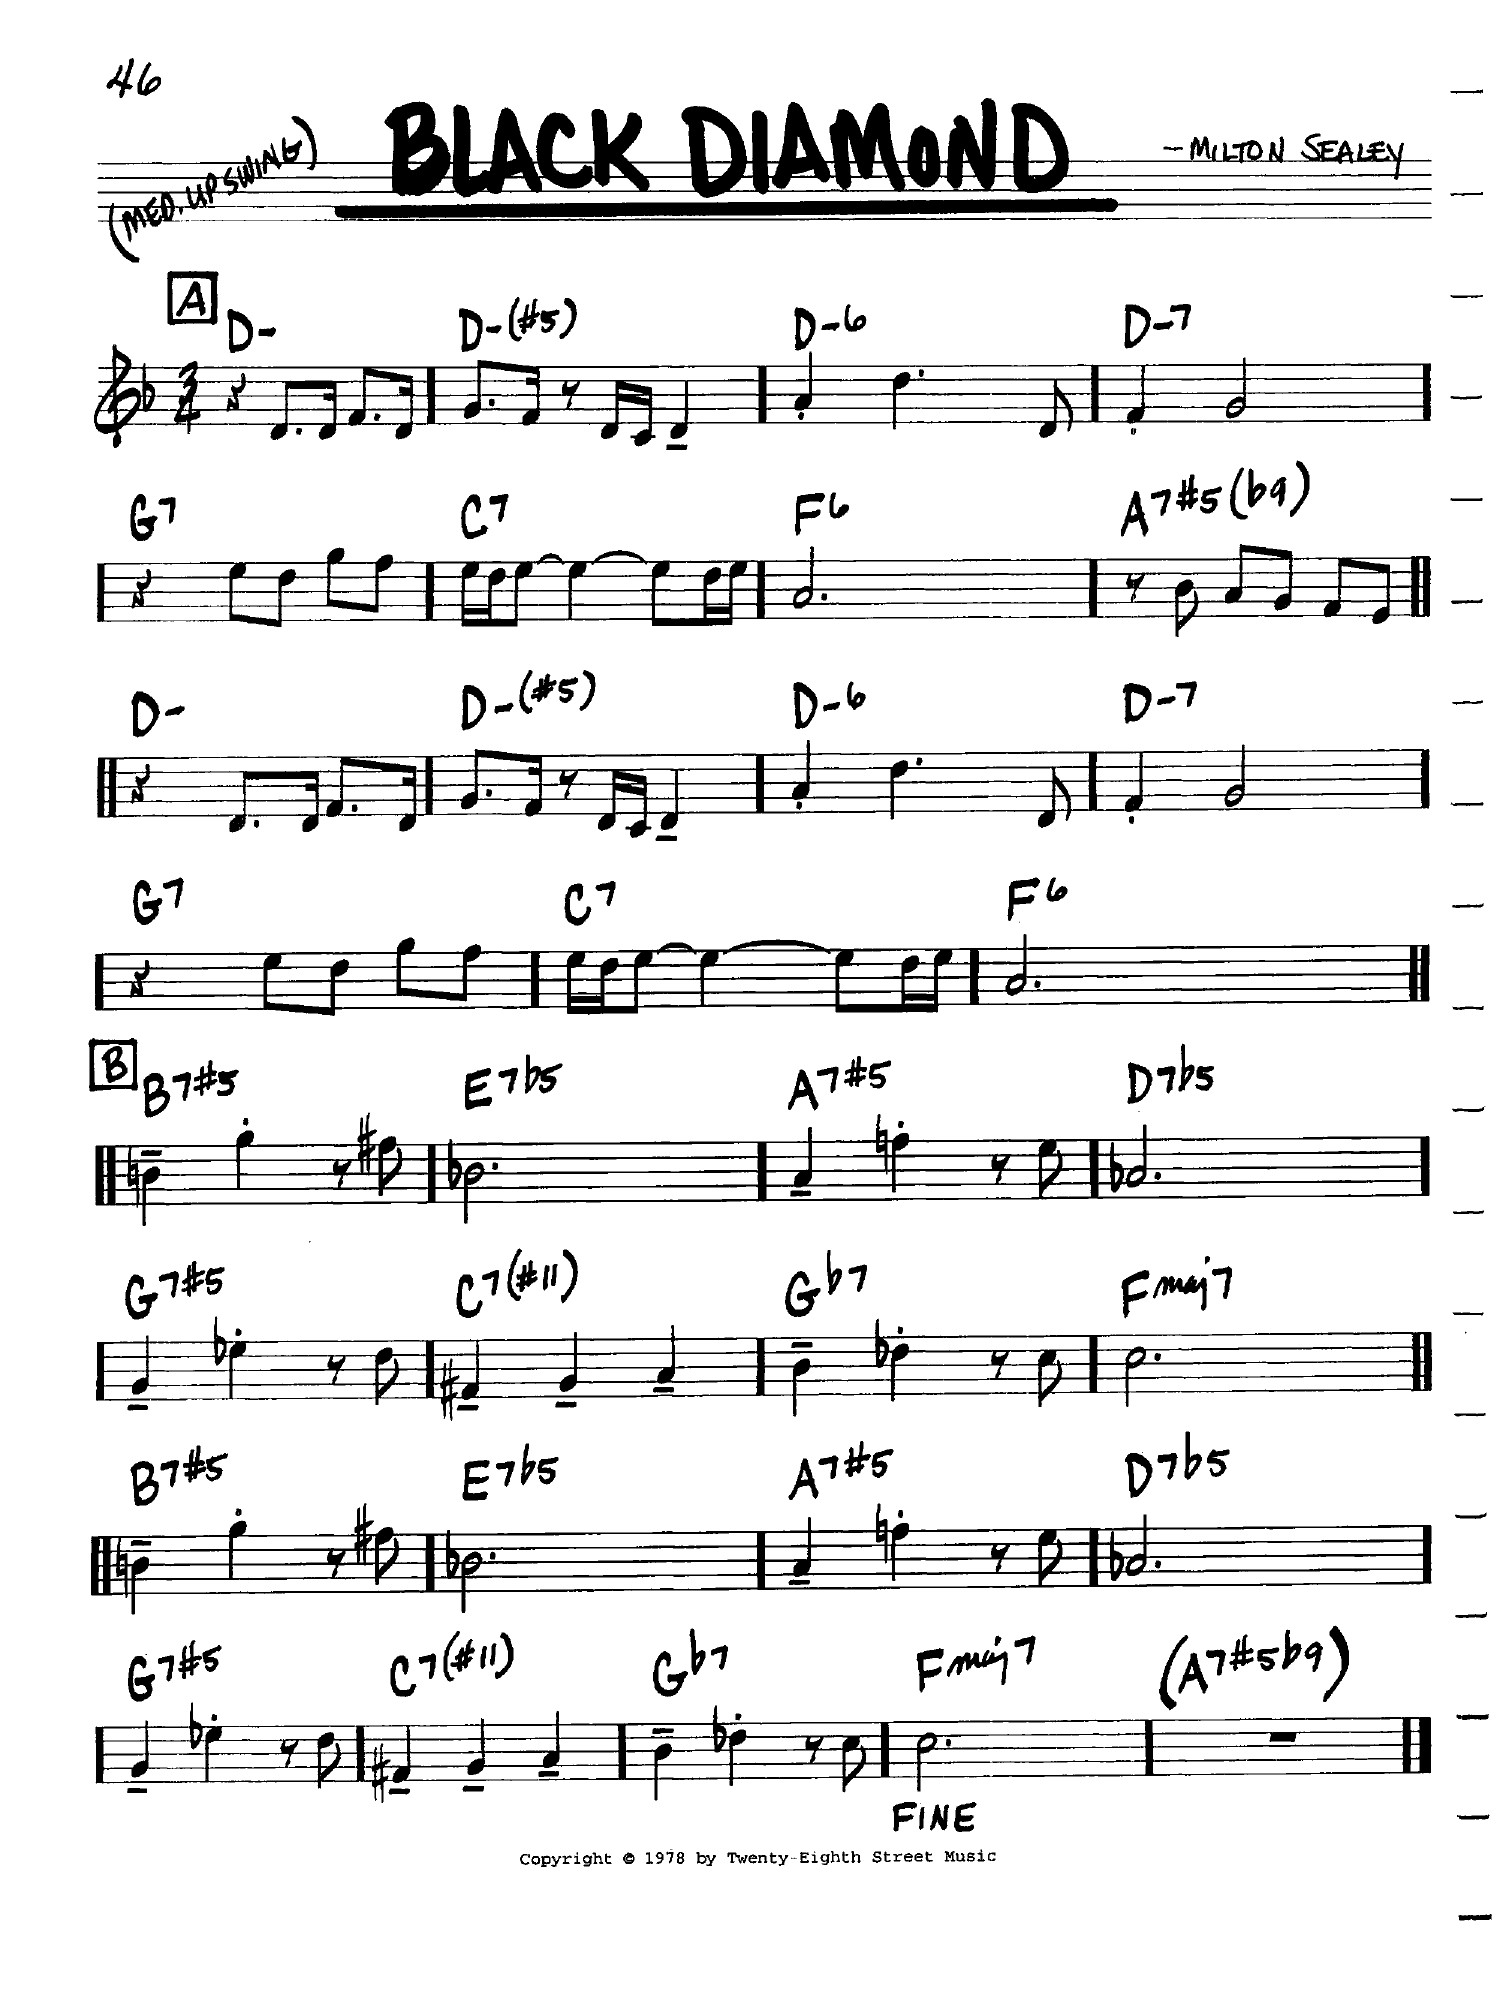 46
(MED. UP SWING)
BLACK DIAMOND
- MILTON SEALEY
A
D- D-(#5) D-6 D-7
G7 C7 F6 A7#5(b9)
D- D-(#5) D-6 D-7
G7 C7 F6
B
B7#5 E7b5 A7#5 D7b5
G7#5 C7(#11) Gb7 Fmaj7
B7#5 E7b5 A7#5 D7b5
G7#5 C7(#11) Gb7 Fmaj7 (A7#5b9)
FINE
Copyright © 1978 by Twenty-Eighth Street Music